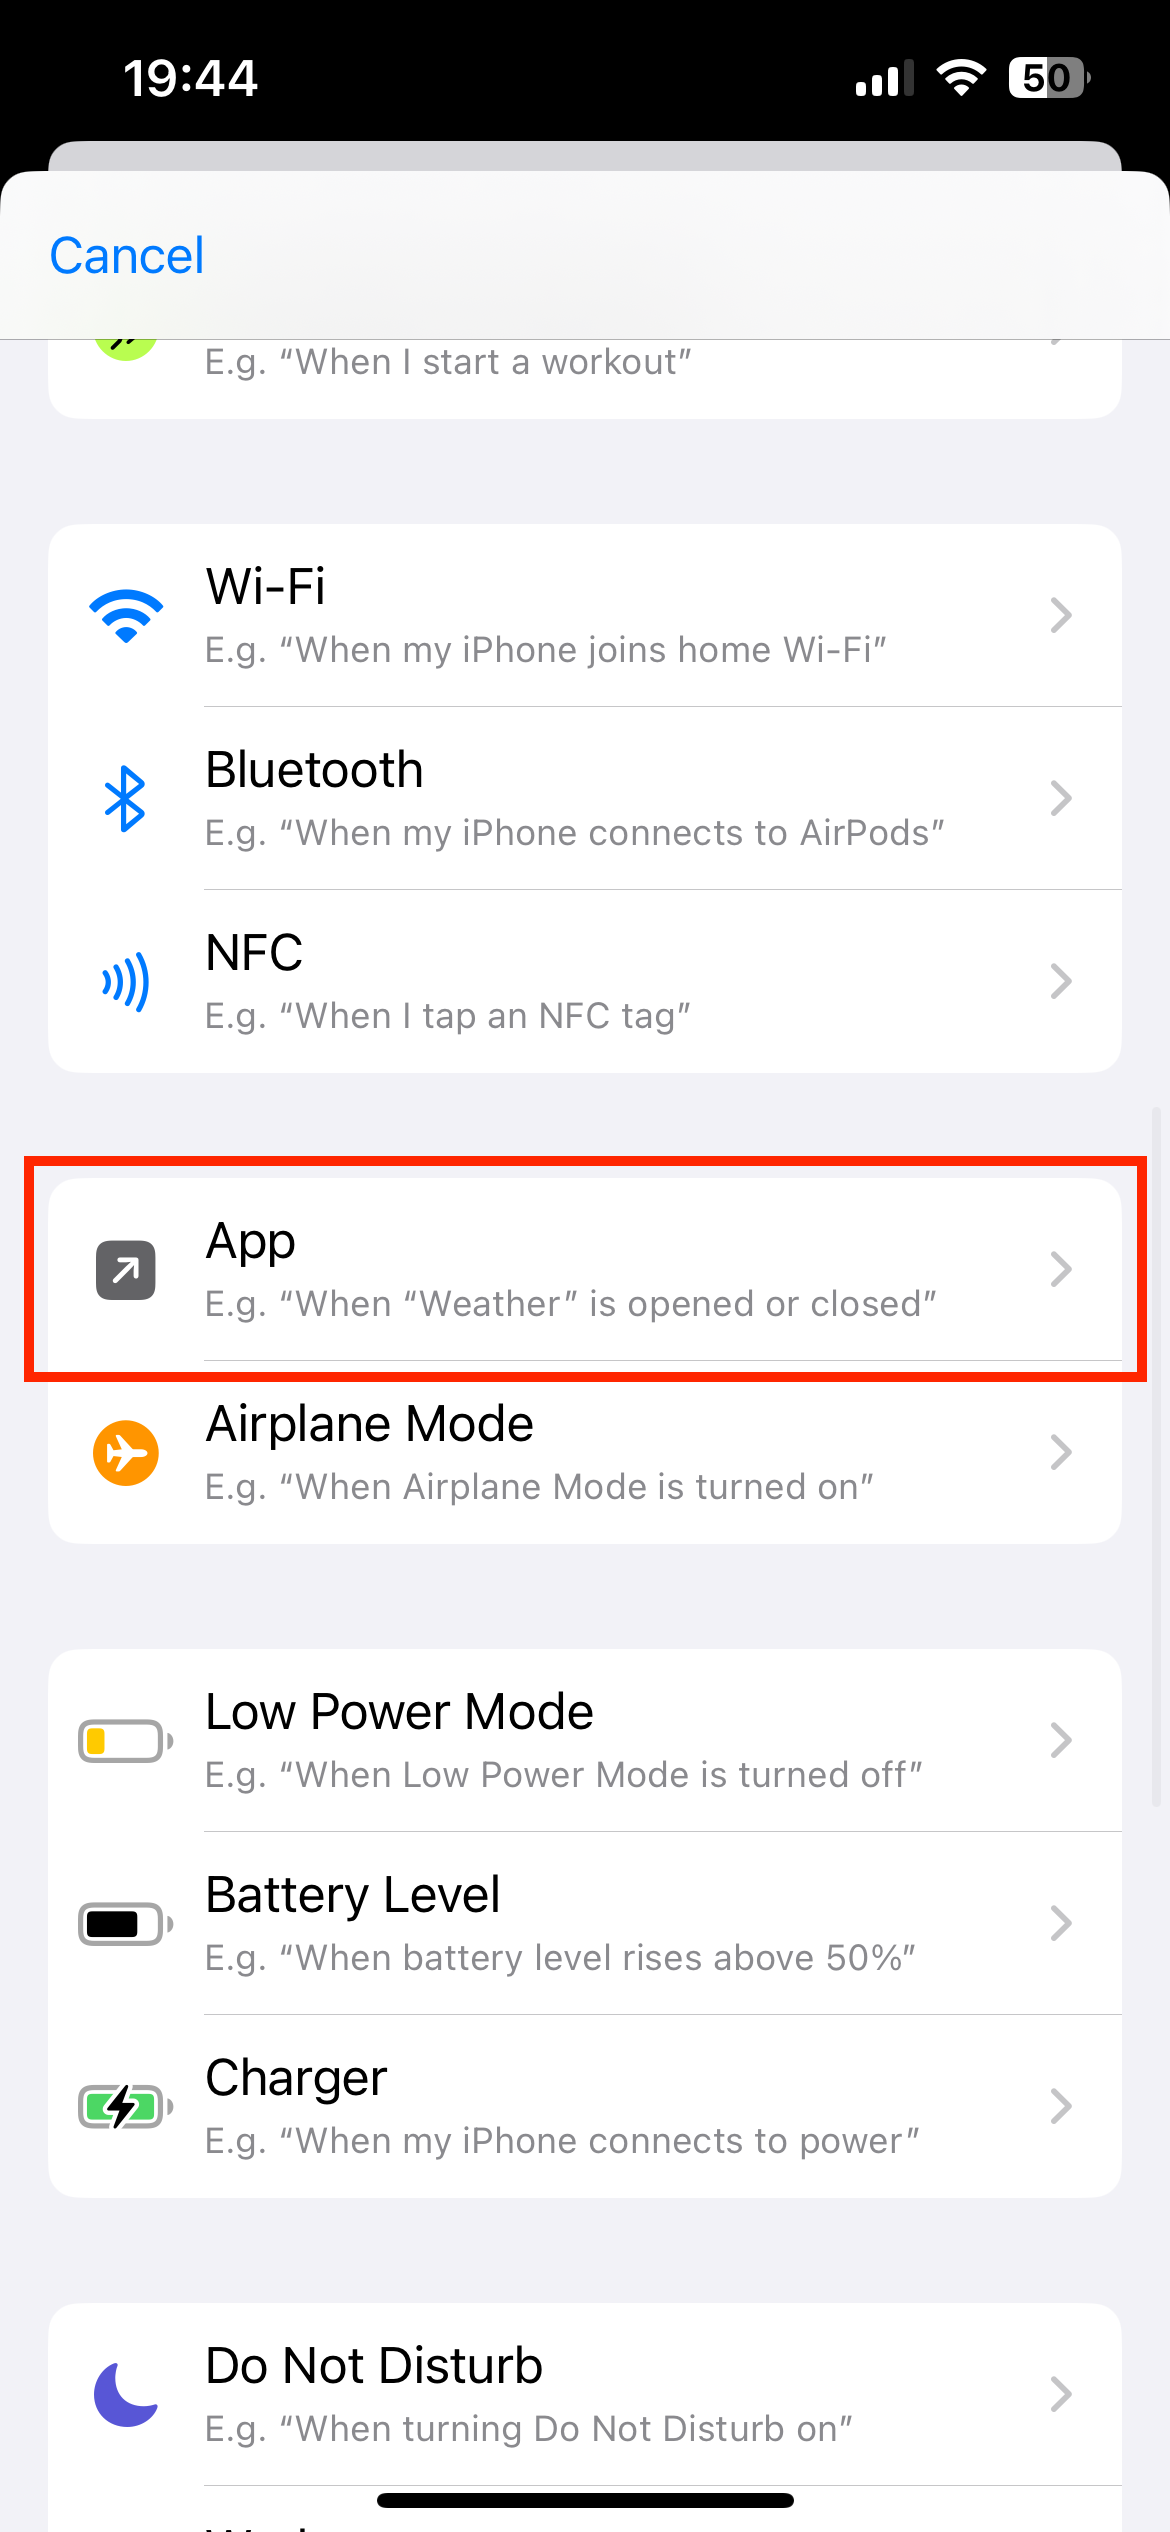 19:44
50
Cancel
E.g. “When I start a workout”
Wi-Fi
E.g. “When my iPhone joins home Wi-Fi”
Bluetooth
E.g. “When my iPhone connects to AirPods”
NFC
E.g. “When I tap an NFC tag”
App
E.g. “When “Weather” is opened or closed”
Airplane Mode
E.g. “When Airplane Mode is turned on”
Low Power Mode
E.g. “When Low Power Mode is turned off”
Battery Level
E.g. “When battery level rises above 50%”
Charger
E.g. “When my iPhone connects to power”
Do Not Disturb
E.g. “When turning Do Not Disturb on”